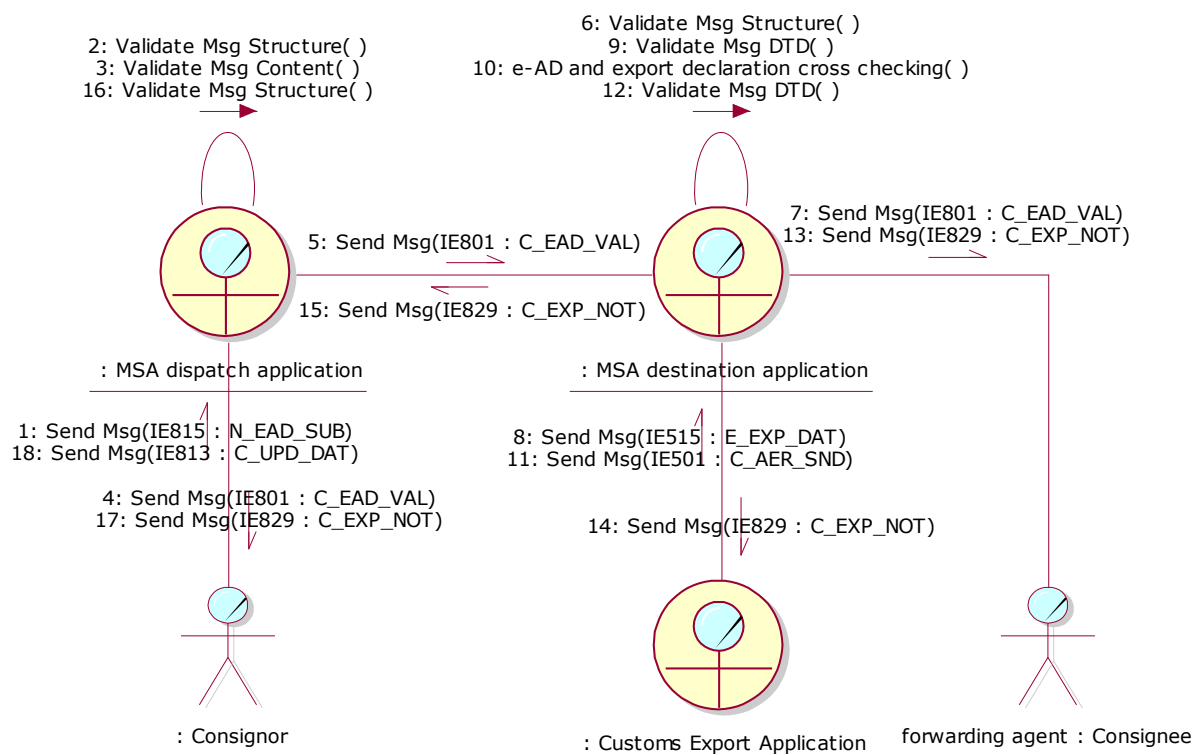 2: Validate Msg Structure( )
3: Validate Msg Content( )
16: Validate Msg Structure( )
6: Validate Msg Structure( )
9: Validate Msg DTD( )
10: e-AD and export declaration cross checking( )
12: Validate Msg DTD( )
5: Send Msg(IE801 : C_EAD_VAL)
15: Send Msg(IE829 : C_EXP_NOT)
7: Send Msg(IE801 : C_EAD_VAL)
13: Send Msg(IE829 : C_EXP_NOT)
: MSA dispatch application
: MSA destination application
1: Send Msg(IE815 : N_EAD_SUB)
18: Send Msg(IE813 : C_UPD_DAT)
4: Send Msg(IE801 : C_EAD_VAL)
17: Send Msg(IE829 : C_EXP_NOT)
8: Send Msg(IE515 : E_EXP_DAT)
11: Send Msg(IE501 : C_AER_SND)
14: Send Msg(IE829 : C_EXP_NOT)
: Consignor
: Customs Export Application
forwarding agent : Consignee